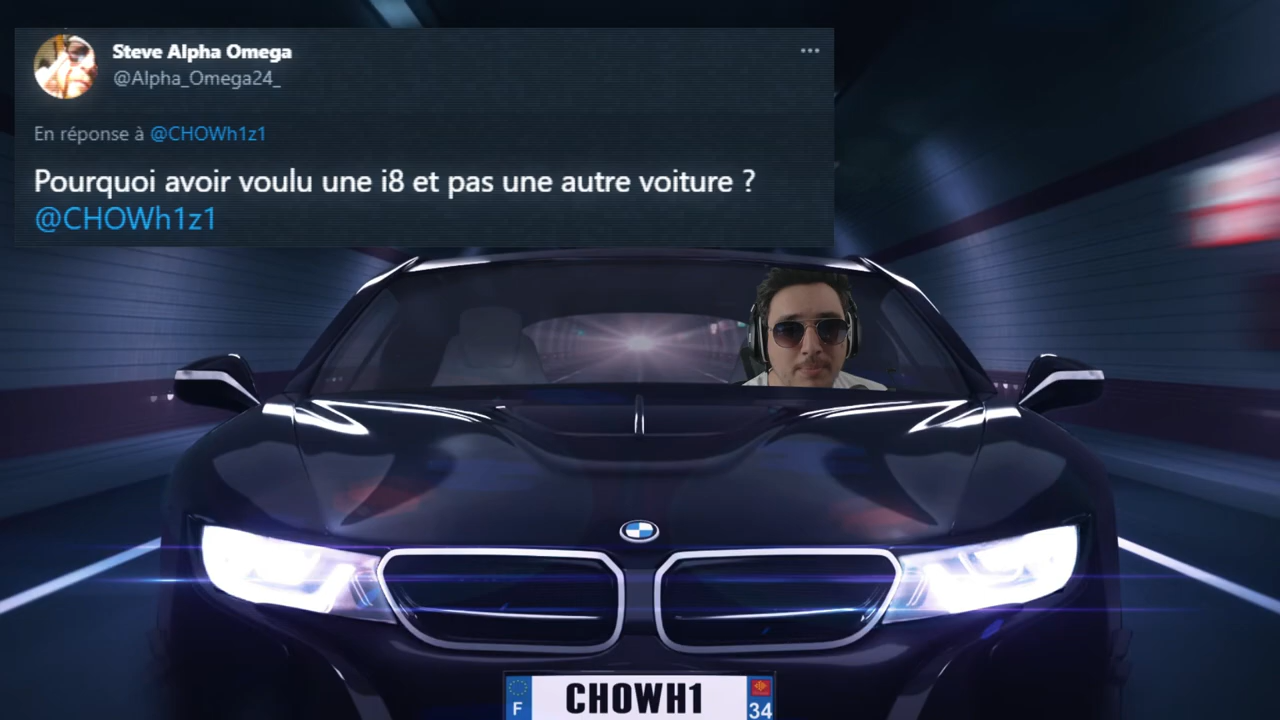 Steve Alpha Omega
@Alpha_Omega24_
En réponse à @CHOWh1z1
Pourquoi avoir voulu une i8 et pas une autre voiture ?
@CHOWh1z1
F
CHOWH1
34